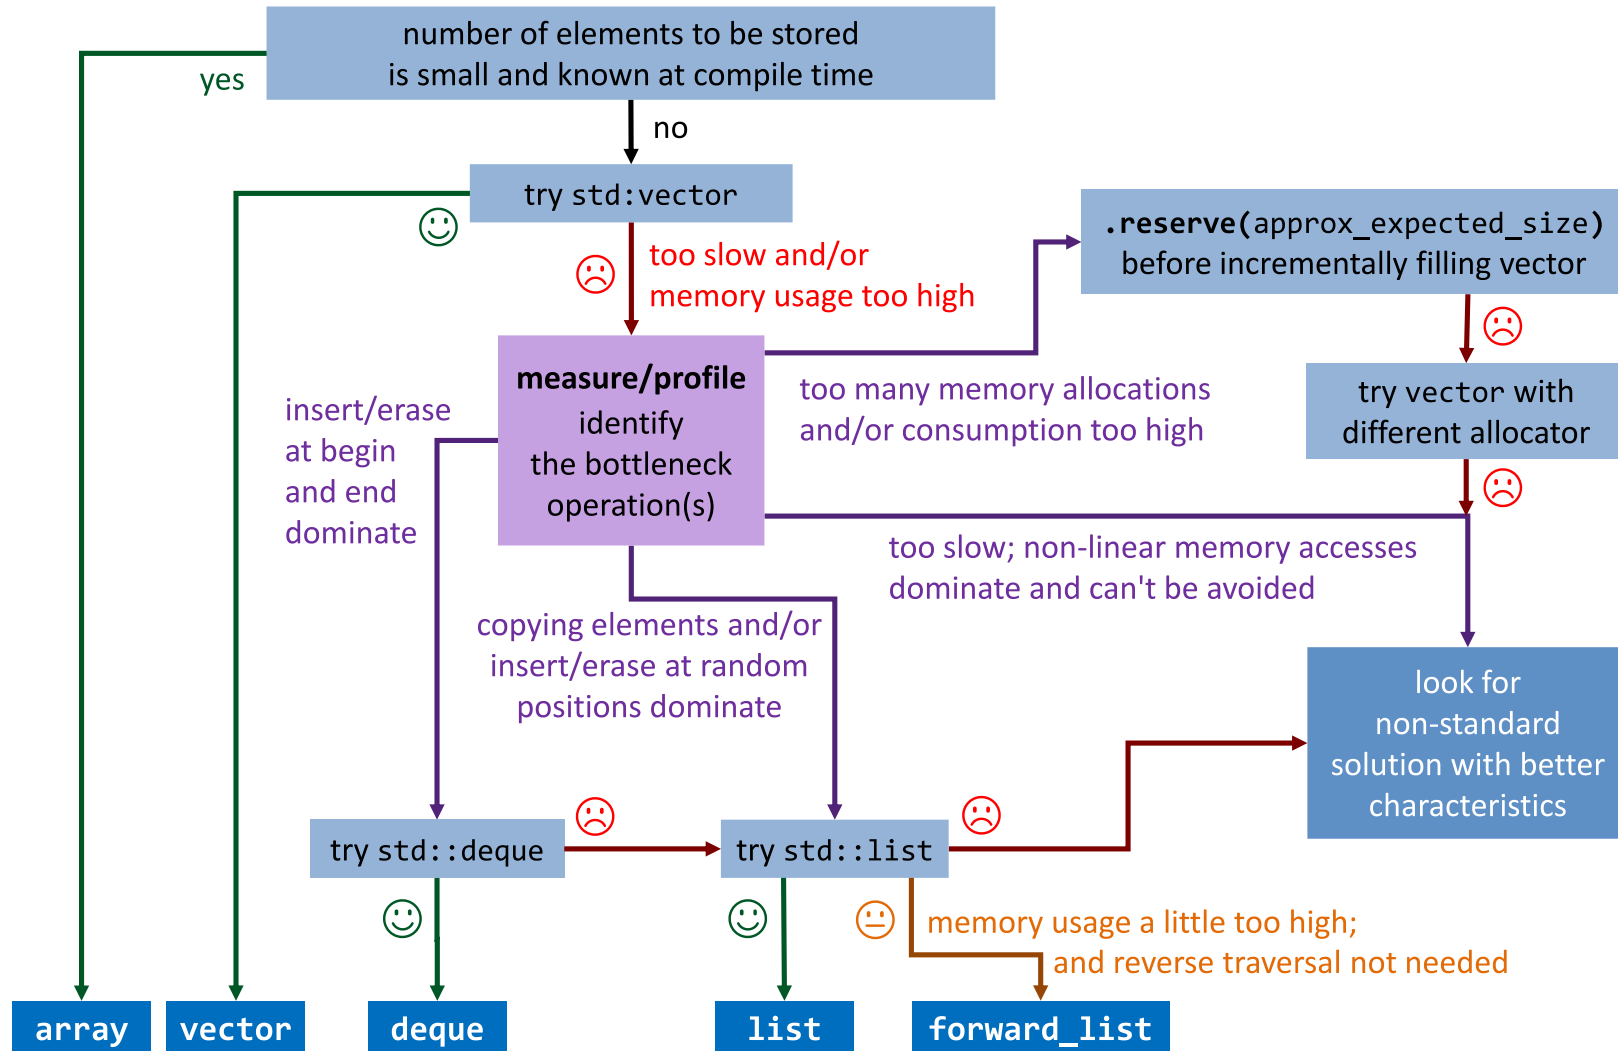 number of elements to be stored
is small and known at compile time
yes
no
try std:vector
too slow and/or
memory usage too high
.reserve(approx_expected_size)
before incrementally filling vector
measure/profile
identify
the bottleneck
operation(s)
too many memory allocations
and/or consumption too high
try vector with
different allocator
insert/erase
at begin
and end
dominate
too slow; non-linear memory accesses
dominate and can't be avoided
copying elements and/or
insert/erase at random
positions dominate
look for
non-standard
solution with better
characteristics
try std::deque
try std::list
memory usage a little too high;
and reverse traversal not needed
array
vector
deque
list
forward_list